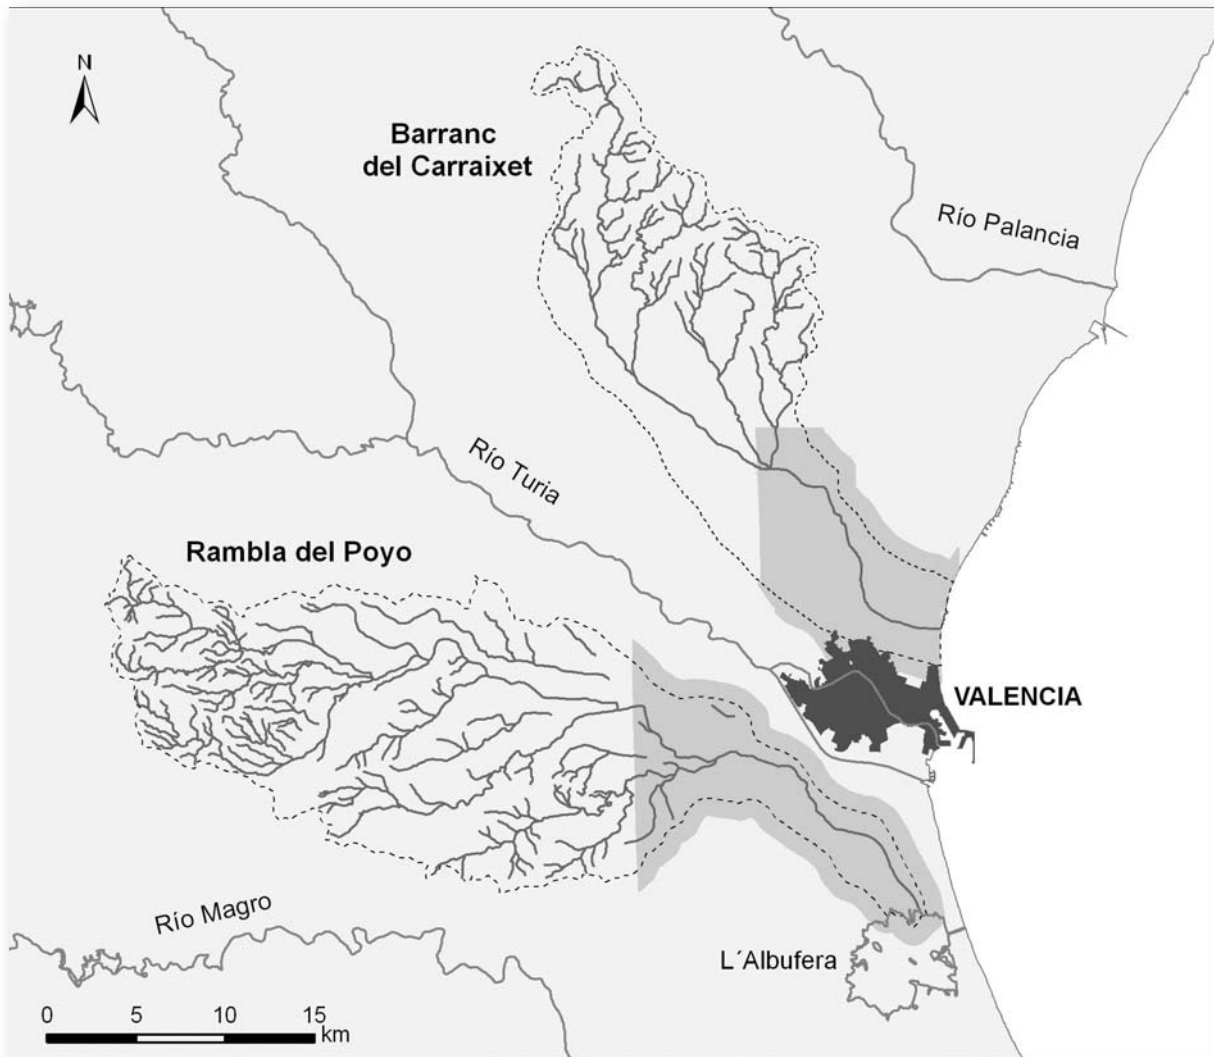 N
Barranc
del Carraixet
Río Palancia
Río Turia
Rambla del Poyo
VALENCIA
Río Magro
L´Albufera
0 5 10 15
km